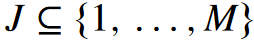 J ⊆ {1, …, M}